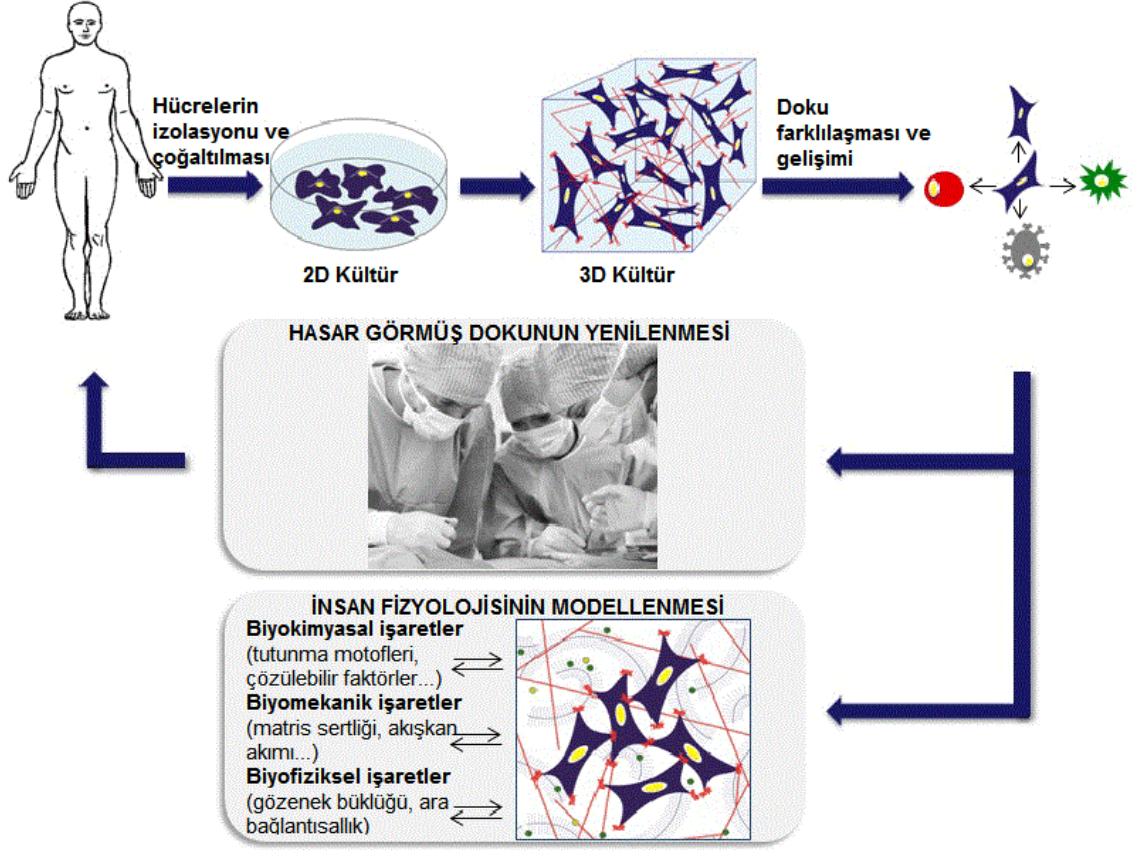 Hücrelerin
izolasyonu ve
çoğaltılması
Doku
farklılaşması ve
gelişimi
2D Kültür
3D Kültür
HASAR GÖRMÜŞ DOKUNUN YENİLENMESİ
İNSAN FİZYOLOJİSİNİN MODELLENMESİ
Biyokimyasal işaretler
(tutunma motofleri,
çözülebilir faktörler...)
Biyomekanik işaretler
(matris sertliği, akışkan
akımı...)
Biyofiziksel işaretler
(gözenek büklüğü, ara
bağlantısallık)